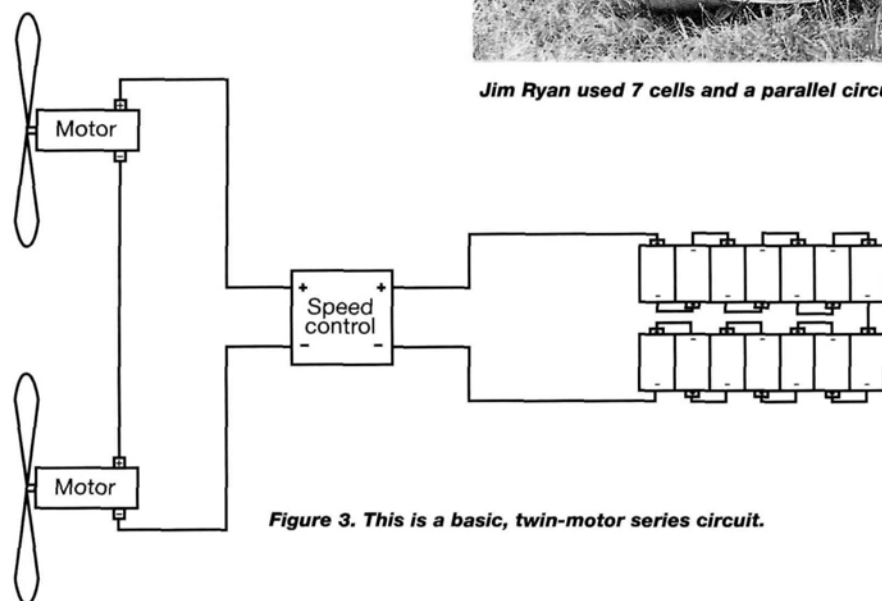 Jim Ryan used 7 cells and a parallel
Motor
+
-
+ +
Speed
control
- -
+
Motor
-
Figure 3. This is a basic, twin-motor series circuit.